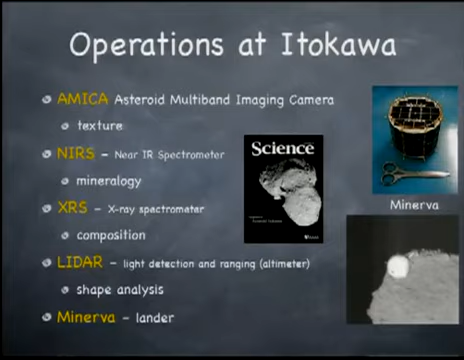 Operations at Itokawa
AMICA Asteroid Multiband Imaging Camera
texture
NIRS - Near IR Spectrometer
mineralogy
XRS - X-ray spectrometer
composition
LIDAR - light detection and ranging (altimeter)
shape analysis
Minerva - lander
Science
Minerva